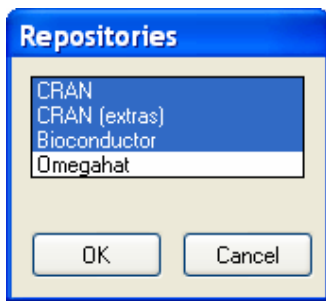 Repositories
CRAN
CRAN (extras)
Bioconductor
Omegahat
OK
Cancel